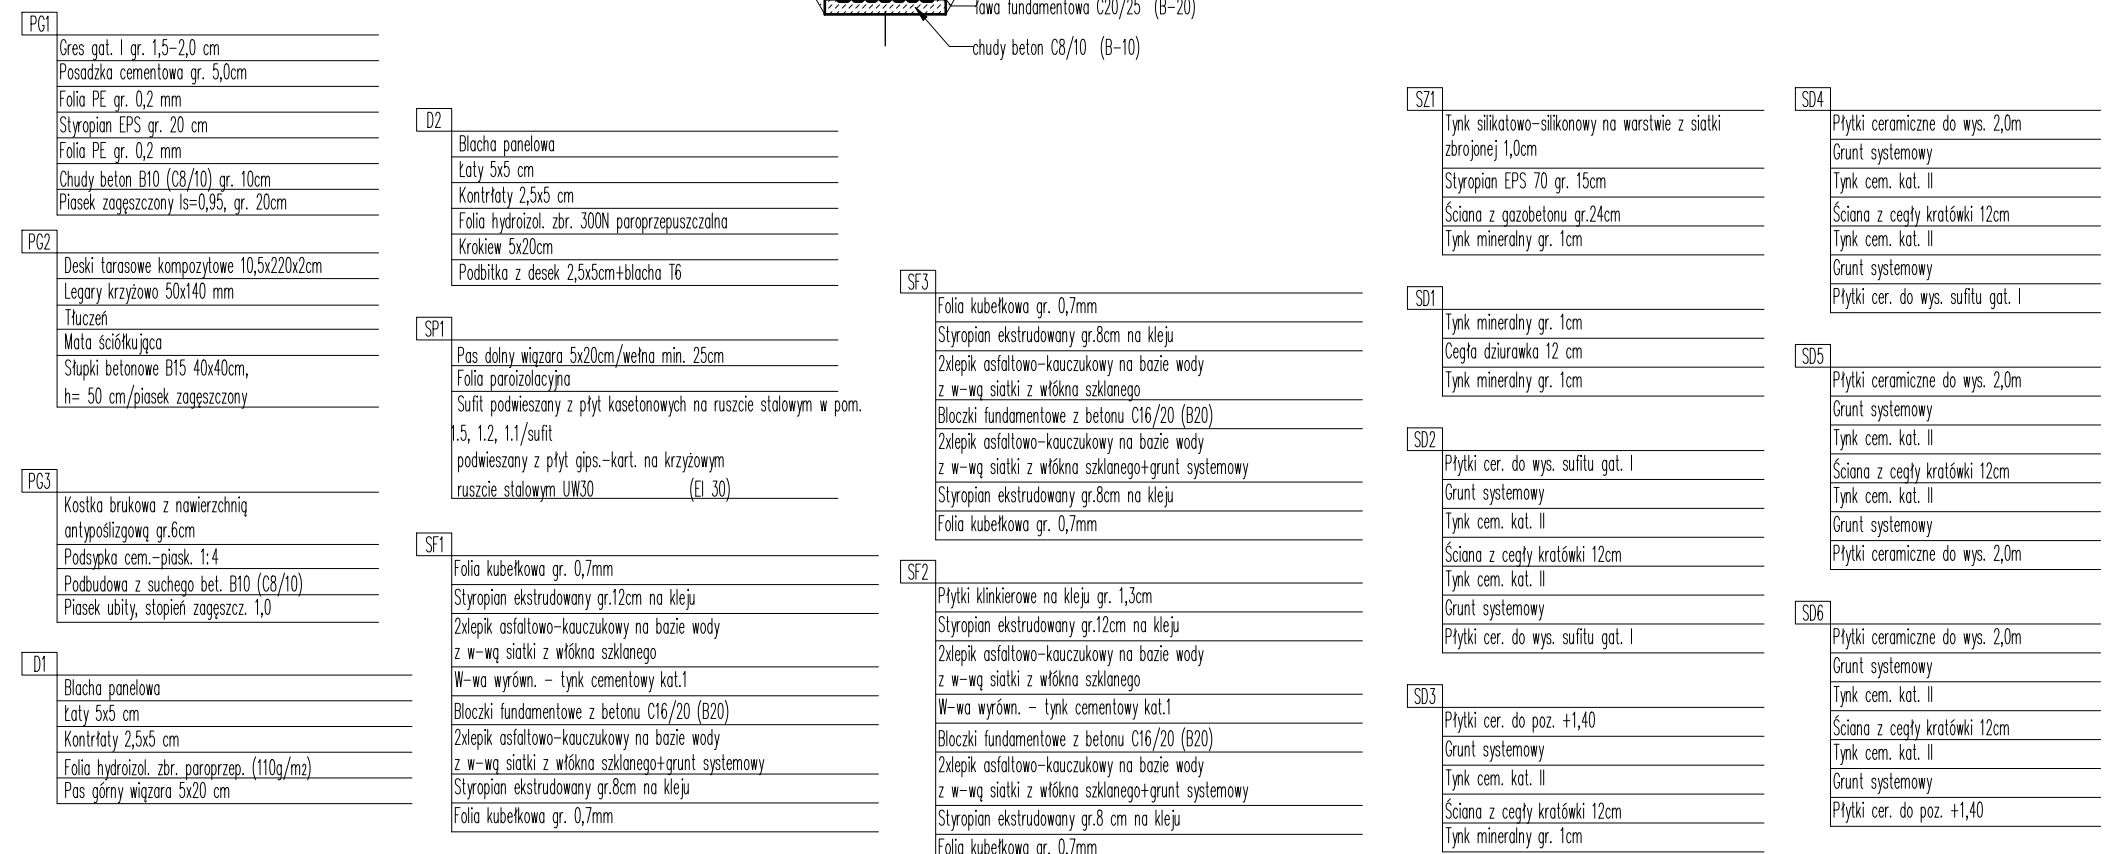 ława fundamentowa C20/25 (B-20)
chudy beton C8/10 (B-10)
PG1
Gres gat. I gr. 1,5-2,0 cm
Posadzka cementowa gr. 5,0cm
Folia PE gr. 0,2 mm
Styropian EPS gr. 20 cm
Folia PE gr. 0,2 mm
Chudy beton B10 (C8/10) gr. 10cm
Piasek zagęszczony Is=0,95, gr. 20cm
PG2
Deski tarasowe kompozytowe 10,5x220x2cm
Legary krzyżowo 50x140 mm
Tłuczeń
Mata ściółkująca
Słupki betonowe B15 40x40cm,
h= 50 cm/piasek zagęszczony
PG3
Kostka brukowa z nawierzchnią
antypoślizgową gr.6cm
Podsypka cem.-piask. 1:4
Podbudowa z suchego bet. B10 (C8/10)
Piasek ubity, stopień zagęszcz. 1,0
D1
Blacha panelowa
Łaty 5x5 cm
Kontrłaty 2,5x5 cm
Folia hydroizol. zbr. paroprzep. (110g/m2)
Pas górny wiązara 5x20 cm
D2
Blacha panelowa
Łaty 5x5 cm
Kontrłaty 2,5x5 cm
Folia hydroizol. zbr. 300N paroprzepuszczalna
Krokiew 5x20cm
Podbitka z desek 2,5x5cm+blacha T6
SP1
Pas dolny wiązara 5x20cm/wełna min. 25cm
Folia paroizolacyjna
Sufit podwieszany z płyt kasetonowych na ruszcie stalowym w pom.
1.5, 1.2, 1.1/sufit
podwieszany z płyt gips.-kart. na krzyżowym
ruszcie stalowym UW30 (EI 30)
SF1
Folia kubełkowa gr. 0,7mm
Styropian ekstrudowany gr.12cm na kleju
2xlepik asfaltowo-kauczukowy na bazie wody
z w-wą siatki z włókna szklanego
W-wa wyrówn. - tynk cementowy kat.1
Bloczki fundamentowe z betonu C16/20 (B20)
2xlepik asfaltowo-kauczukowy na bazie wody
z w-wą siatki z włókna szklanego+grunt systemowy
Styropian ekstrudowany gr.8cm na kleju
Folia kubełkowa gr. 0,7mm
SF3
Folia kubełkowa gr. 0,7mm
Styropian ekstrudowany gr.8cm na kleju
2xlepik asfaltowo-kauczukowy na bazie wody
z w-wą siatki z włókna szklanego
Bloczki fundamentowe z betonu C16/20 (B20)
2xlepik asfaltowo-kauczukowy na bazie wody
z w-wą siatki z włókna szklanego+grunt systemowy
Styropian ekstrudowany gr.8cm na kleju
Folia kubełkowa gr. 0,7mm
SF2
Płytki klinkierowe na kleju gr. 1,3cm
Styropian ekstrudowany gr.12cm na kleju
2xlepik asfaltowo-kauczukowy na bazie wody
z w-wą siatki z włókna szklanego
W-wa wyrówn. - tynk cementowy kat.1
Bloczki fundamentowe z betonu C16/20 (B20)
2xlepik asfaltowo-kauczukowy na bazie wody
z w-wą siatki z włókna szklanego+grunt systemowy
Styropian ekstrudowany gr.8 cm na kleju
Folia kubełkowa gr. 0,7mm
SZ1
Tynk silikatowo-silikonowy na warstwie z siatki
zbrojonej 1,0cm
Styropian EPS 70 gr. 15cm
Ściana z gazobetonu gr.24cm
Tynk mineralny gr. 1cm
SD1
Tynk mineralny gr. 1cm
Cegła dziurawka 12 cm
Tynk mineralny gr. 1cm
SD2
Płytki cer. do wys. sufitu gat. I
Grunt systemowy
Tynk cem. kat. II
Ściana z cegły kratówki 12cm
Tynk cem. kat. II
Grunt systemowy
Płytki cer. do wys. sufitu gat. I
SD3
Płytki cer. do poz. +1,40
Grunt systemowy
Tynk cem. kat. II
Ściana z cegły kratówki 12cm
Tynk mineralny gr. 1cm
SD4
Płytki ceramiczne do wys. 2,0m
Grunt systemowy
Tynk cem. kat. II
Ściana z cegły kratówki 12cm
Tynk cem. kat. II
Grunt systemowy
Płytki cer. do wys. sufitu gat. I
SD5
Płytki ceramiczne do wys. 2,0m
Grunt systemowy
Tynk cem. kat. II
Ściana z cegły kratówki 12cm
Tynk cem. kat. II
Grunt systemowy
Płytki ceramiczne do wys. 2,0m
SD6
Płytki ceramiczne do wys. 2,0m
Grunt systemowy
Tynk cem. kat. II
Ściana z cegły kratówki 12cm
Tynk cem. kat. II
Grunt systemowy
Płytki cer. do poz. +1,40